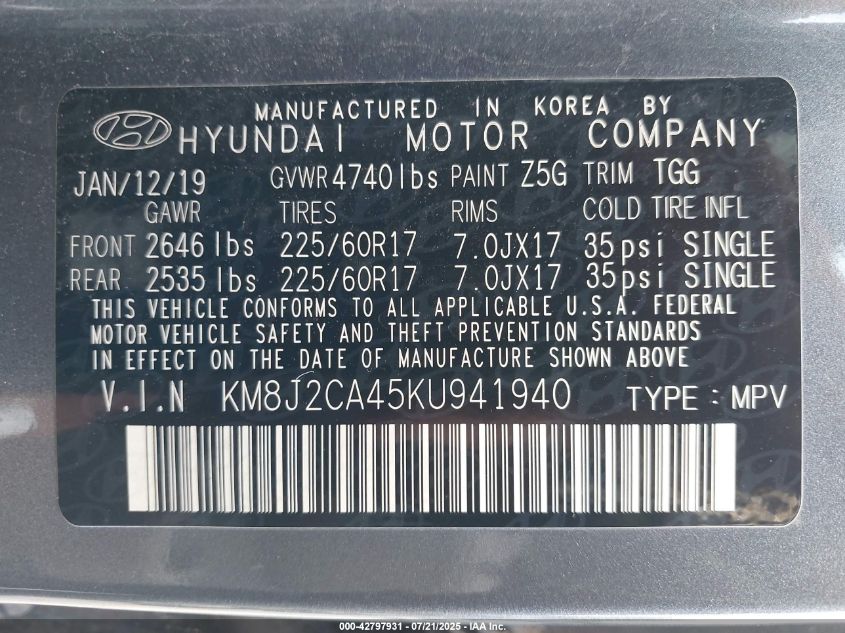 MANUFACTURED IN KOREA BY
HYUNDAI MOTOR COMPANY
JAN/12/19 GVWR 4740 lbs PAINT Z5G TRIM TGG
GAWR TIRES RIMS COLD TIRE INFL
FRONT 2646 lbs 225/60R17 7.0JX17 35psi SINGLE
REAR 2535 lbs 225/60R17 7.0JX17 35psi SINGLE
THIS VEHICLE CONFORMS TO ALL APPLICABLE U.S.A. FEDERAL
MOTOR VEHICLE SAFETY AND THEFT PREVENTION STANDARDS
IN EFFECT ON THE DATE OF MANUFACTURE SHOWN ABOVE
V.I.N KM8J2CA45KU941940 TYPE : MPV
000-42797931 - 07/21/2025 - IAA Inc.